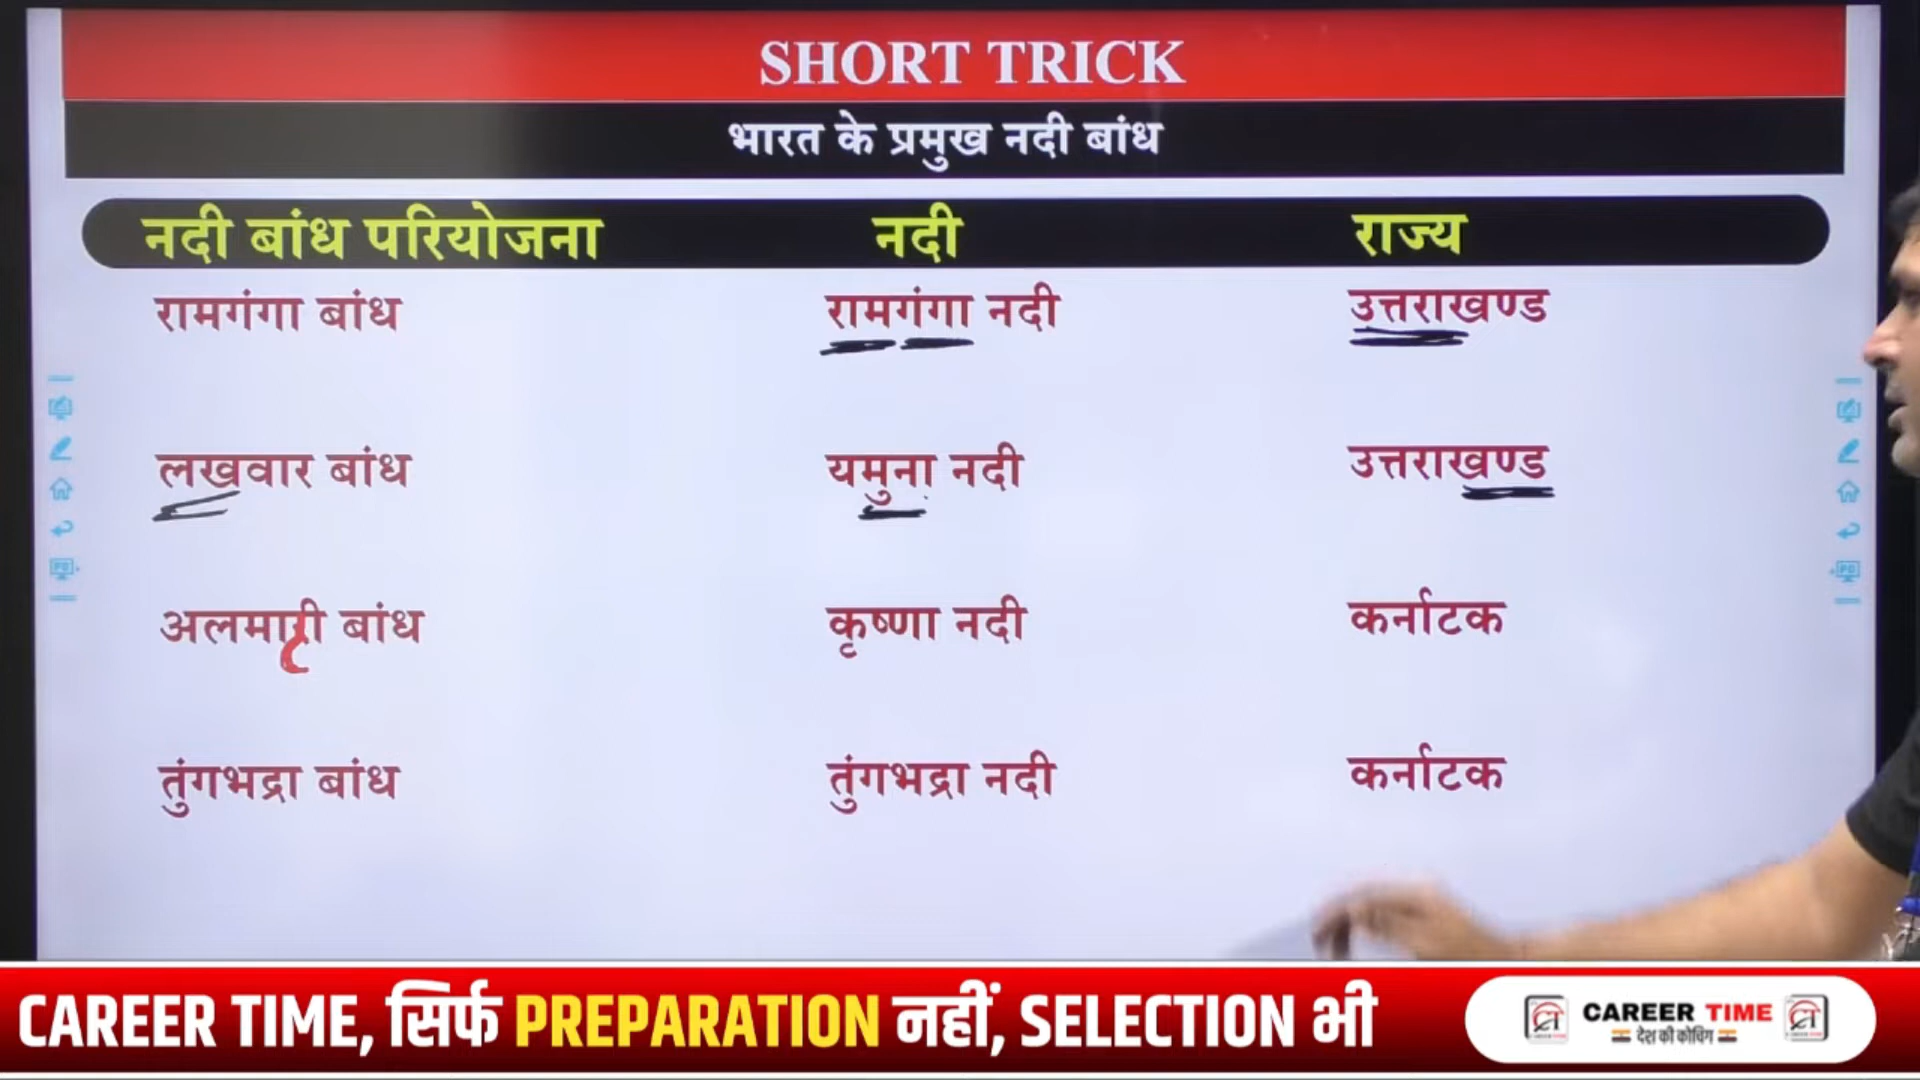 SHORT TRICK
भारत के प्रमुख नदी बांध
नदी बांध परियोजना नदी राज्य
रामगंगा बांध रामगंगा नदी उत्तराखण्ड
लखवार बांध यमुना नदी उत्तराखण्ड
बांध कृष्णा नदी कर्नाटक
तुंगभद्रा बांध तुंगभद्रा नदी कर्नाटक
CAREER TIME, सिर्फ PREPARATION नहीं, SELECTION भी
CAREER TIME
देश की कोचिंग